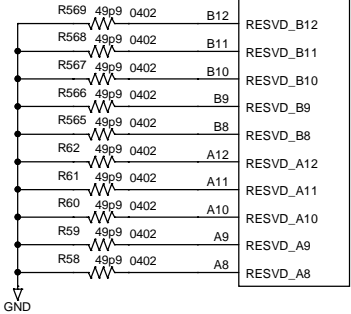 R569 49p9 0402 B12 RESVD_B12
R568 49p9 0402 B11 RESVD_B11
R567 49p9 0402 B10 RESVD_B10
R566 49p9 0402 B9 RESVD_B9
R565 49p9 0402 B8 RESVD_B8
R62 49p9 0402 A12 RESVD_A12
R61 49p9 0402 A11 RESVD_A11
R60 49p9 0402 A10 RESVD_A10
R59 49p9 0402 A9 RESVD_A9
R58 49p9 0402 A8 RESVD_A8
GND